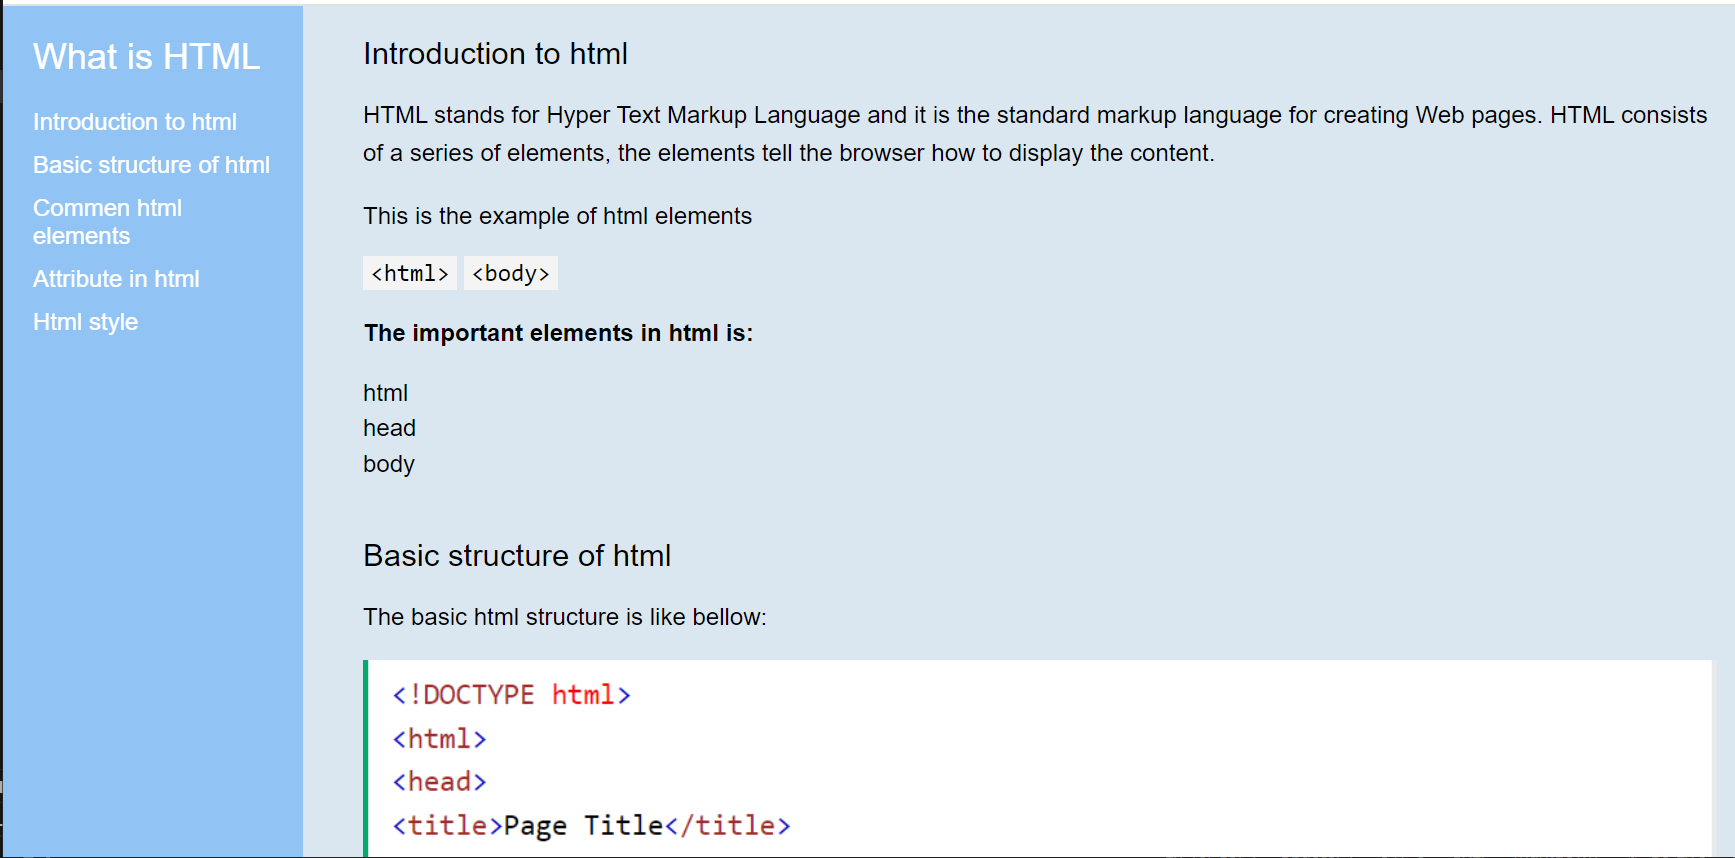 What is HTML
Introduction to html
Basic structure of html
Commen html
elements
Attribute in html
Html style
Introduction to html
HTML stands for Hyper Text Markup Language and it is the standard markup language for creating Web pages. HTML consists
of a series of elements, the elements tell the browser how to display the content.
This is the example of html elements
<html> <body>
The important elements in html is:
html
head
body
Basic structure of html
The basic html structure is like bellow:
<!DOCTYPE html>
<html>
<head>
<title>Page Title</title>